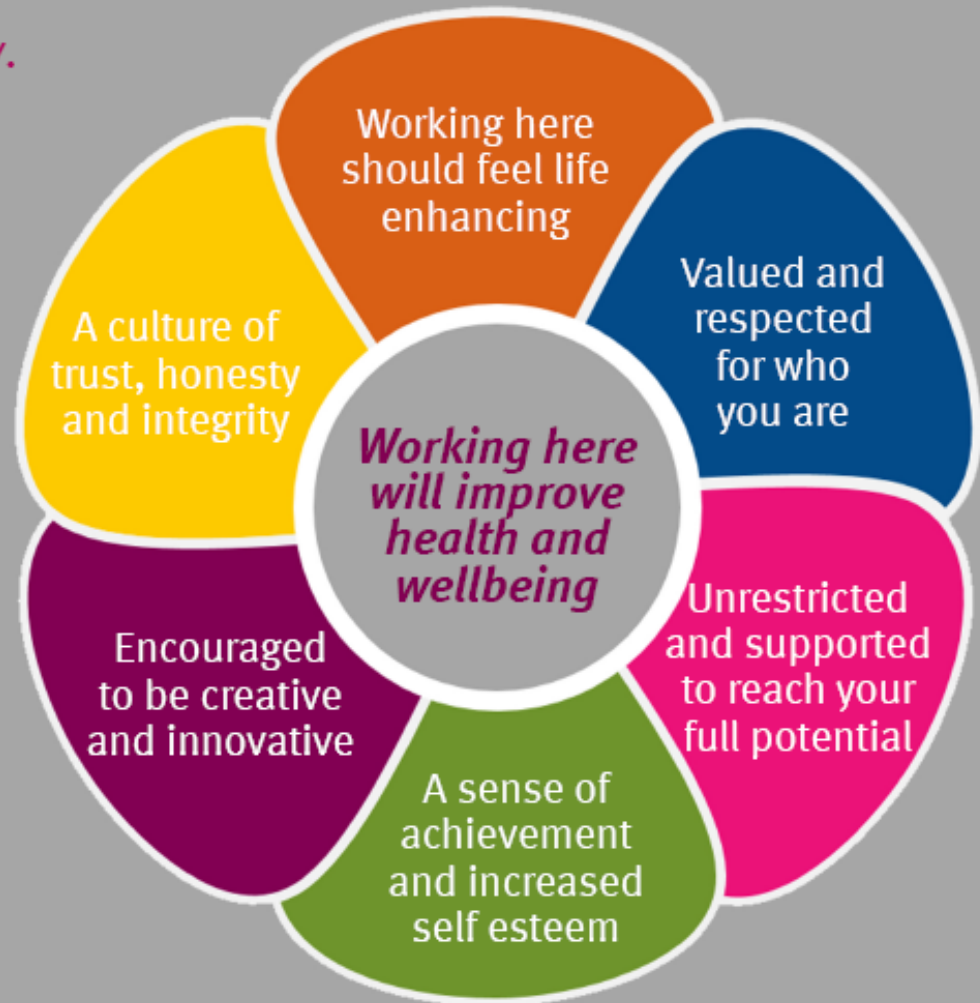 Working here
should feel life
enhancing
Valued and
respected
for who
you are
Unrestricted
and supported
to reach your
full potential
A sense of
achievement
and increased
self esteem
Encouraged
to be creative
and innovative
A culture of
trust, honesty
and integrity
Working here
will improve
health and
wellbeing